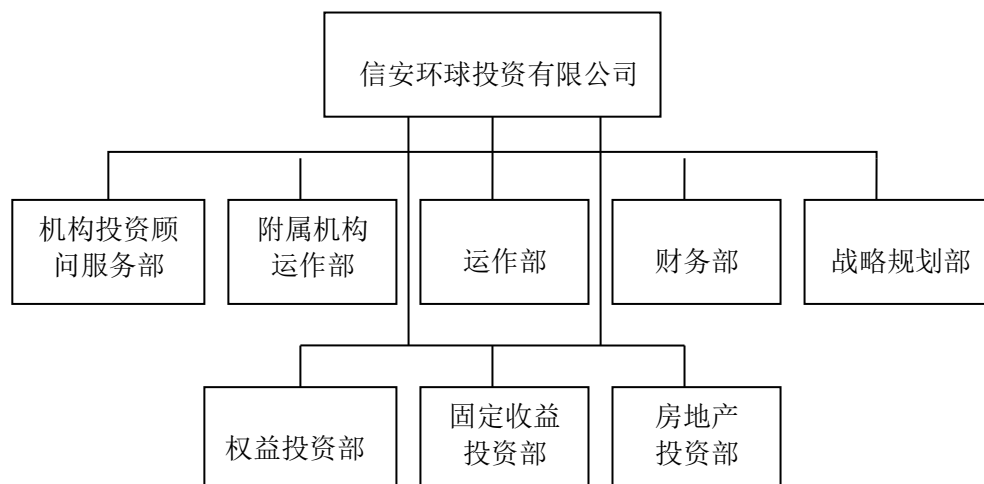 信安环球投资有限公司
机构投资顾
问服务部
附属机构
运作部
运作部
财务部
战略规划部
权益投资部
固定收益
投资部
房地产
投资部